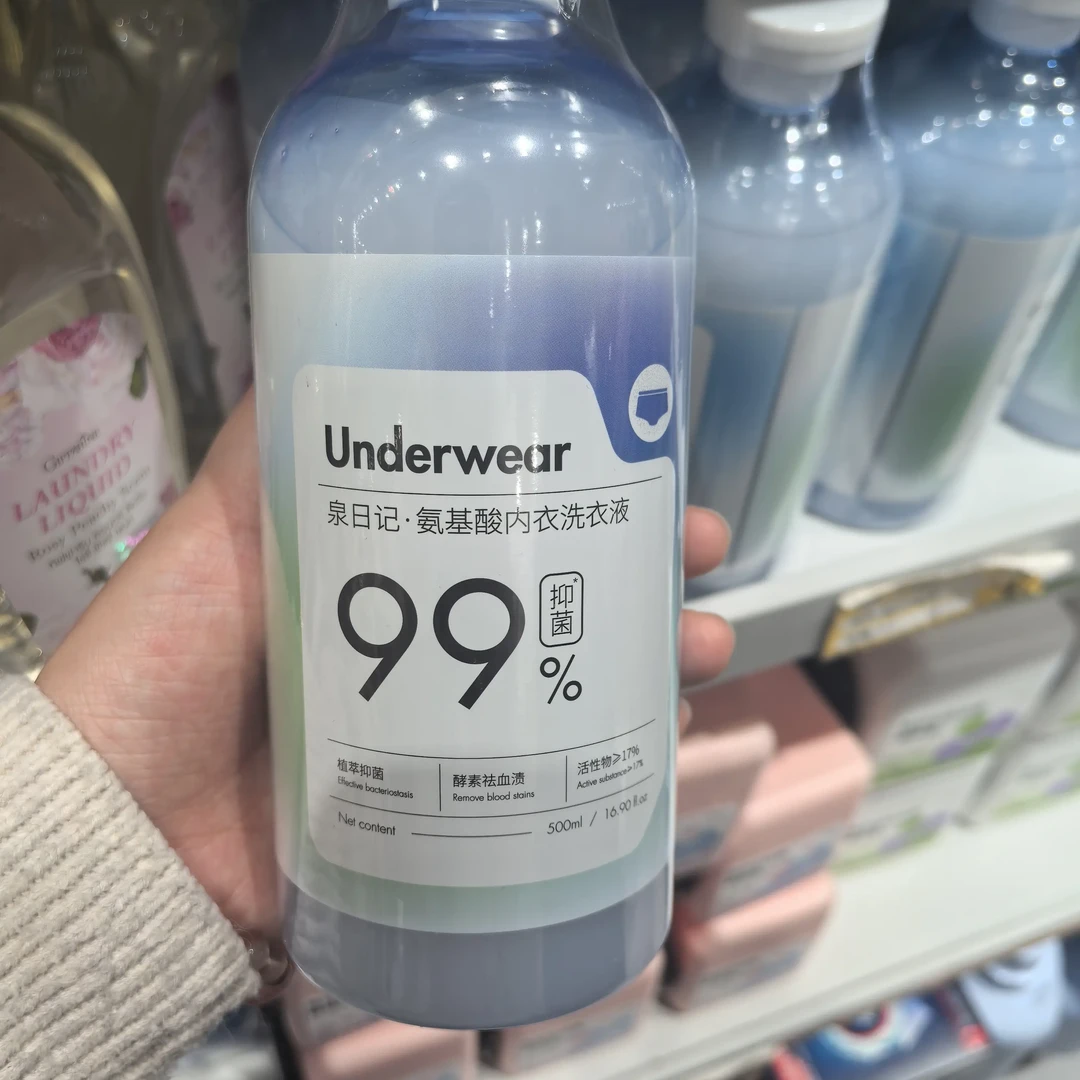 Underwear
泉日记·氨基酸内衣洗衣液
99%
抑菌*
植萃抑菌
Effective bacteriostasis
酵素祛血渍
Remove blood stains
活性物≥17%
Active substance≥17%
Net content
500ml / 16.90 fl.oz
Greenlar
LAUNDRY
LIQUID